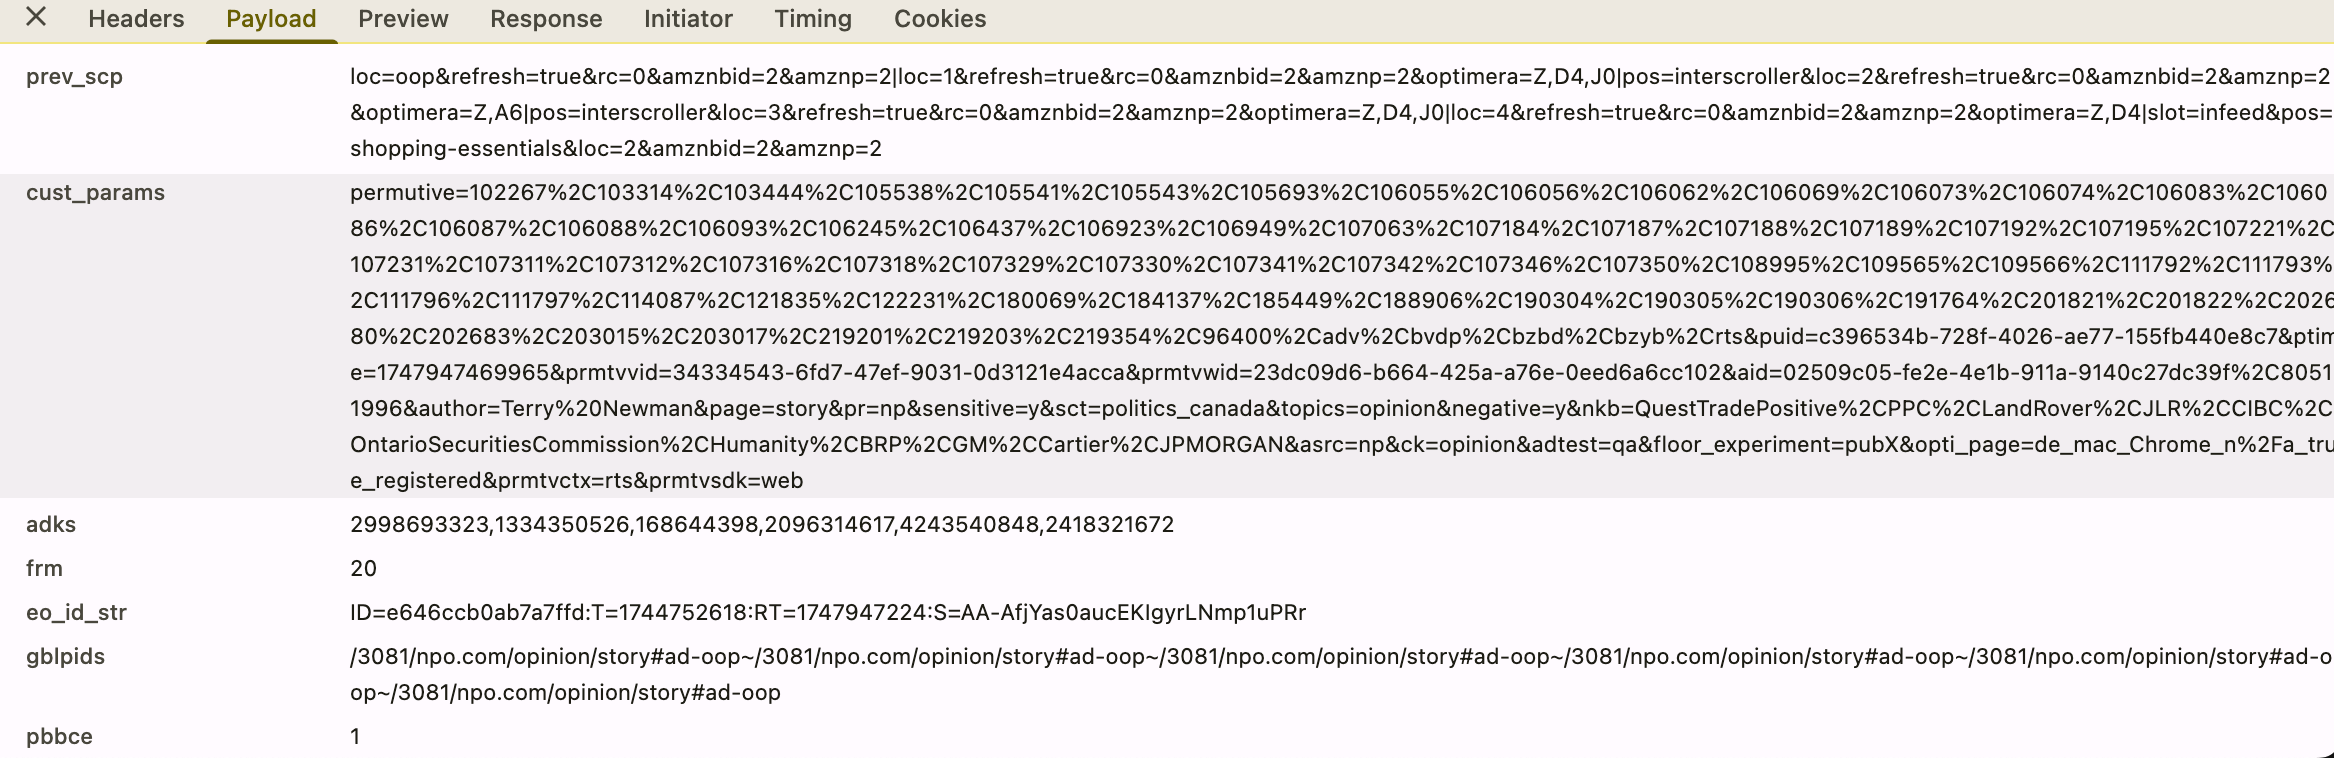 Headers Payload Preview Response Initiator Timing Cookies
prev_scp loc=oop&refresh=true&rc=0&amznbid=2&amznp=2|loc=1&refresh=true&rc=0&amznbid=2&amznp=2&optimera=Z,D4,J0|pos=interscroller&loc=2&refresh=true&rc=0&amznbid=2&amznp=2
&optimera=Z,A6|pos=interscroller&loc=3&refresh=true&rc=0&amznbid=2&amznp=2&optimera=Z,D4,J0|loc=4&refresh=true&rc=0&amznbid=2&amznp=2&optimera=Z,D4|slot=infeed&pos=
shopping-essentials&loc=2&amznbid=2&amznp=2
cust_params permutive=102267%2C103314%2C103444%2C105538%2C105541%2C105543%2C105693%2C106055%2C106056%2C106062%2C106069%2C106073%2C106074%2C106083%2C1060
86%2C106087%2C106088%2C106093%2C106245%2C106437%2C106923%2C106949%2C107063%2C107184%2C107187%2C107188%2C107189%2C107192%2C107195%2C107221%2C
107231%2C107311%2C107312%2C107316%2C107318%2C107329%2C107330%2C107341%2C107342%2C107346%2C107350%2C108995%2C109565%2C109566%2C111792%2C111793%
2C111796%2C111797%2C114087%2C121835%2C122231%2C180069%2C184137%2C185449%2C188906%2C190304%2C190305%2C190306%2C191764%2C201821%2C201822%2C2026
80%2C202683%2C203015%2C203017%2C219201%2C219203%2C219354%2C96400%2Cadv%2Cbvdp%2Cbzbd%2Cbzyb%2Crts&puid=c396534b-728f-4026-ae77-155fb440e8c7&ptim
e=1747947469965&prmtvvid=34334543-6fd7-47ef-9031-0d3121e4acca&prmtvwid=23dc09d6-b664-425a-a76e-0eed6a6cc102&aid=02509c05-fe2e-4e1b-911a-9140c27dc39f%2C8051
1996&author=Terry%20Newman&page=story&pr=np&sensitive=y&sct=politics_canada&topics=opinion&negative=y&nkb=QuestTradePositive%2CPPC%2CLandRover%2CJLR%2CCIBC%2C
OntarioSecuritiesCommission%2CHumanity%2CBRP%2CGM%2CCartier%2CJPMORGAN&asrc=np&ck=opinion&adtest=qa&floor_experiment=pubX&opti_page=de_mac_Chrome_n%2Fa_tru
e_registered&prmtvctx=rts&prmtvsdk=web
adks 2998693323,1334350526,168644398,2096314617,4243540848,2418321672
frm 20
eo_id_str ID=e646ccb0ab7a7ffd:T=1744752618:RT=1747947224:S=AA-AfjYas0aucEKIgyrLNmp1uPRr
gblpids /3081/npo.com/opinion/story#ad-oop~/3081/npo.com/opinion/story#ad-oop~/3081/npo.com/opinion/story#ad-oop~/3081/npo.com/opinion/story#ad-oop~/3081/npo.com/opinion/story#ad-o
op~/3081/npo.com/opinion/story#ad-oop
pbbce 1